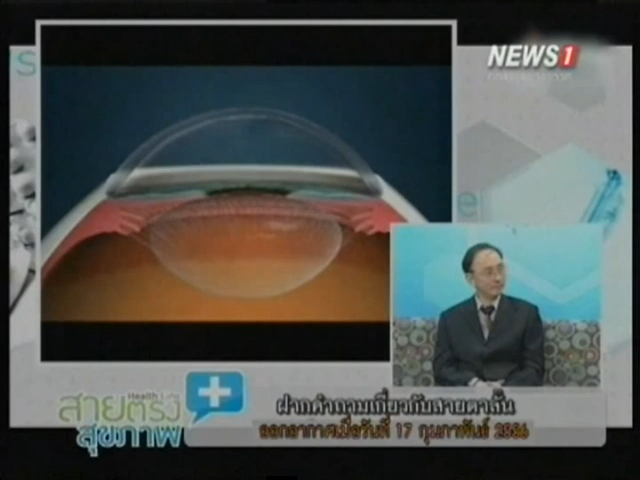 NEWS1
Health
สายตรง
สุขภาพ
ฝากคำถามเกี่ยวกับสายตาสั้น
ออกอากาศเมื่อวันที่ 17 กุมภาพันธ์